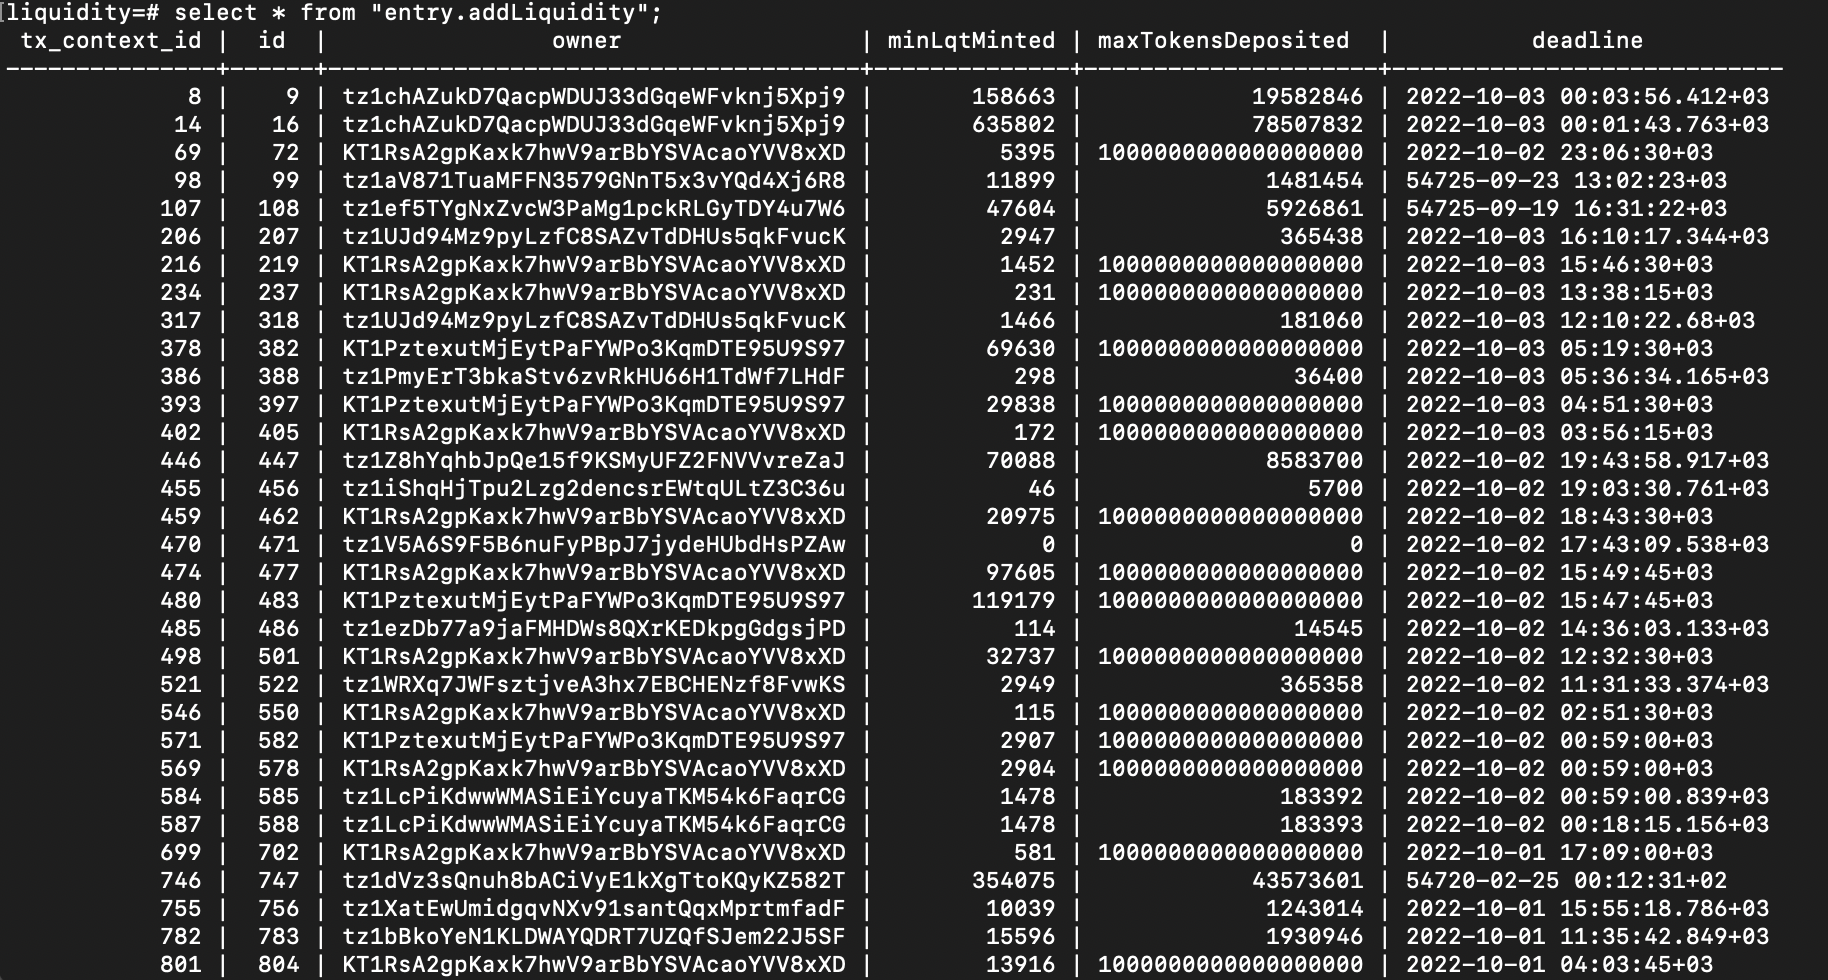 liquidity=# select * from "entry.addLiquidity";
 tx_context_id |  id  |                 owner                 | minLqtMinted | maxTokensDeposited  |          deadline
---------------+------+---------------------------------------+--------------+---------------------+----------------------------
             8 |    9 | tz1chAZukD7QacpWDUJ33dGqeWFvknj5Xpj9 |       158663 |            19582846 | 2022-10-03 00:03:56.412+03
            14 |   16 | tz1chAZukD7QacpWDUJ33dGqeWFvknj5Xpj9 |       635802 |            78507832 | 2022-10-03 00:01:43.763+03
            69 |   72 | KT1RsA2gpKaxk7hwV9arBbYSVAcaoYVV8xXD |         5395 | 1000000000000000000 | 2022-10-02 23:06:30+03
            98 |   99 | tz1aV871TuaMFFN3579GNnT5x3vYQd4Xj6R8 |        11899 |             1481454 | 54725-09-23 13:02:23+03
           107 |  108 | tz1ef5TYgNxZvcW3PaMg1pckRLGyTDY4u7W6 |        47604 |             5926861 | 54725-09-19 16:31:22+03
           206 |  207 | tz1UJd94Mz9pyLzfC8SAZvTdDHUs5qkFvucK |         2947 |              365438 | 2022-10-03 16:10:17.344+03
           216 |  219 | KT1RsA2gpKaxk7hwV9arBbYSVAcaoYVV8xXD |         1452 | 1000000000000000000 | 2022-10-03 15:46:30+03
           234 |  237 | KT1RsA2gpKaxk7hwV9arBbYSVAcaoYVV8xXD |          231 | 1000000000000000000 | 2022-10-03 13:38:15+03
           317 |  318 | tz1UJd94Mz9pyLzfC8SAZvTdDHUs5qkFvucK |         1466 |              181060 | 2022-10-03 12:10:22.68+03
           378 |  382 | KT1PztexutMjEytPaFYWPo3KqmDTE95U9S97 |        69630 | 1000000000000000000 | 2022-10-03 05:19:30+03
           386 |  388 | tz1PmyErT3bkaStv6zvRkHU66H1TdWf7LHdF |          298 |               36400 | 2022-10-03 05:36:34.165+03
           393 |  397 | KT1PztexutMjEytPaFYWPo3KqmDTE95U9S97 |        29838 | 1000000000000000000 | 2022-10-03 04:51:30+03
           402 |  405 | KT1RsA2gpKaxk7hwV9arBbYSVAcaoYVV8xXD |          172 | 1000000000000000000 | 2022-10-03 03:56:15+03
           446 |  447 | tz1Z8hYqhbJpQe15f9KSMyUFZ2FNVVvreZaJ |        70088 |             8583700 | 2022-10-02 19:43:58.917+03
           455 |  456 | tz1iShqHjTpu2Lzg2dencsrEWtqULtZ3C36u |           46 |                5700 | 2022-10-02 19:03:30.761+03
           459 |  462 | KT1RsA2gpKaxk7hwV9arBbYSVAcaoYVV8xXD |        20975 | 1000000000000000000 | 2022-10-02 18:43:30+03
           470 |  471 | tz1V5A6S9F5B6nuFyPBpJ7jydeHUbdHsPZAw |            0 |                   0 | 2022-10-02 17:43:09.538+03
           474 |  477 | KT1RsA2gpKaxk7hwV9arBbYSVAcaoYVV8xXD |        97605 | 1000000000000000000 | 2022-10-02 15:49:45+03
           480 |  483 | KT1PztexutMjEytPaFYWPo3KqmDTE95U9S97 |       119179 | 1000000000000000000 | 2022-10-02 15:47:45+03
           485 |  486 | tz1ezDb77a9jaFMHDWs8QXrKEDkpgGdgsjPD |          114 |               14545 | 2022-10-02 14:36:03.133+03
           498 |  501 | KT1RsA2gpKaxk7hwV9arBbYSVAcaoYVV8xXD |        32737 | 1000000000000000000 | 2022-10-02 12:32:30+03
           521 |  522 | tz1WRXq7JWFsztjveA3hx7EBCHENzf8FvwKS |         2949 |              365358 | 2022-10-02 11:31:33.374+03
           546 |  550 | KT1RsA2gpKaxk7hwV9arBbYSVAcaoYVV8xXD |          115 | 1000000000000000000 | 2022-10-02 02:51:30+03
           571 |  582 | KT1PztexutMjEytPaFYWPo3KqmDTE95U9S97 |         2907 | 1000000000000000000 | 2022-10-02 00:59:00+03
           569 |  578 | KT1RsA2gpKaxk7hwV9arBbYSVAcaoYVV8xXD |         2904 | 1000000000000000000 | 2022-10-02 00:59:00+03
           584 |  585 | tz1LcPiKdwwWMASiEiYcuyaTKM54k6FaqrCG |         1478 |              183392 | 2022-10-02 00:59:00.839+03
           587 |  588 | tz1LcPiKdwwWMASiEiYcuyaTKM54k6FaqrCG |         1478 |              183393 | 2022-10-02 00:18:15.156+03
           699 |  702 | KT1RsA2gpKaxk7hwV9arBbYSVAcaoYVV8xXD |          581 | 1000000000000000000 | 2022-10-01 17:09:00+03
           746 |  747 | tz1dVz3sQnuh8bACiVyE1kXgTtoKQyKZ582T |       354075 |            43573601 | 54720-02-25 00:12:31+02
           755 |  756 | tz1XatEwUmidgqvNXv91santQqxMprtmfadF |        10039 |             1243014 | 2022-10-01 15:55:18.786+03
           782 |  783 | tz1bBkoYeN1KLDWAYQDRT7UZQfSJem22J5SF |        15596 |             1930946 | 2022-10-01 11:35:42.849+03
           801 |  804 | KT1RsA2gpKaxk7hwV9arBbYSVAcaoYVV8xXD |        13916 | 1000000000000000000 | 2022-10-01 04:03:45+03